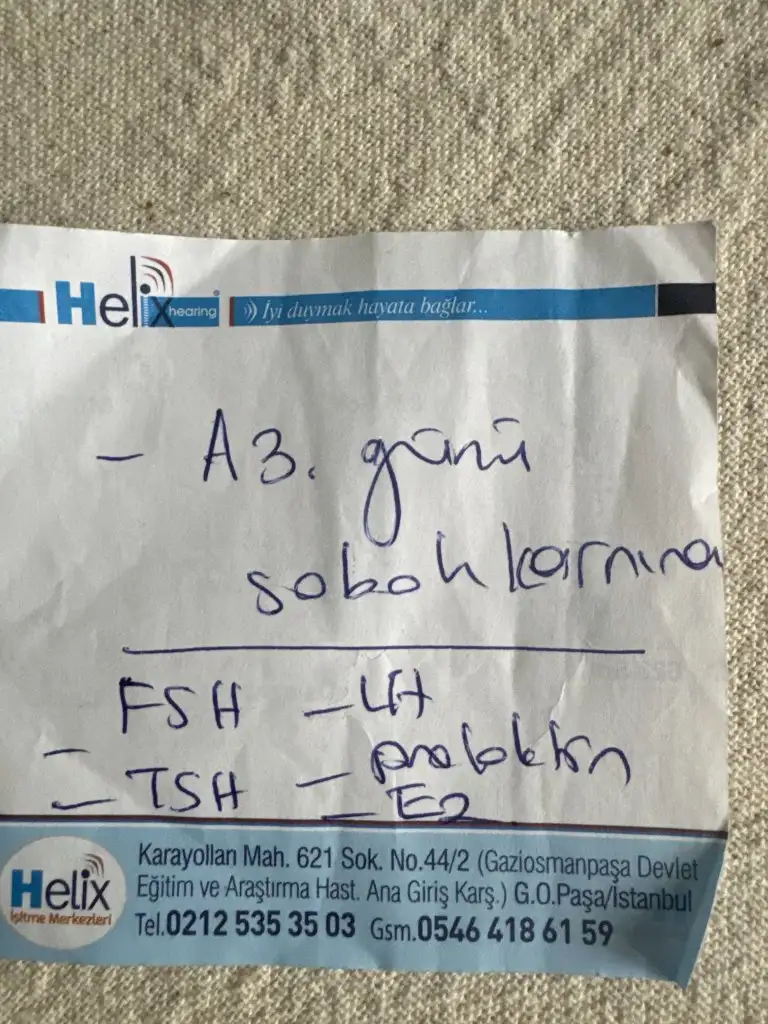 Helix hearing İyi duymak hayata bağlar...
- A 3. günü
sabah karnına
FSH - LH
- prolaktin
- TSH - E2
Helix
İşitme Merkezleri
Karayolları Mah. 621 Sok. No.44/2 (Gaziosmanpaşa Devlet
Eğitim ve Araştırma Hast. Ana Giriş Karş.) G.O.Paşa/İstanbul
Tel.0212 535 35 03 Gsm.0546 418 61 59